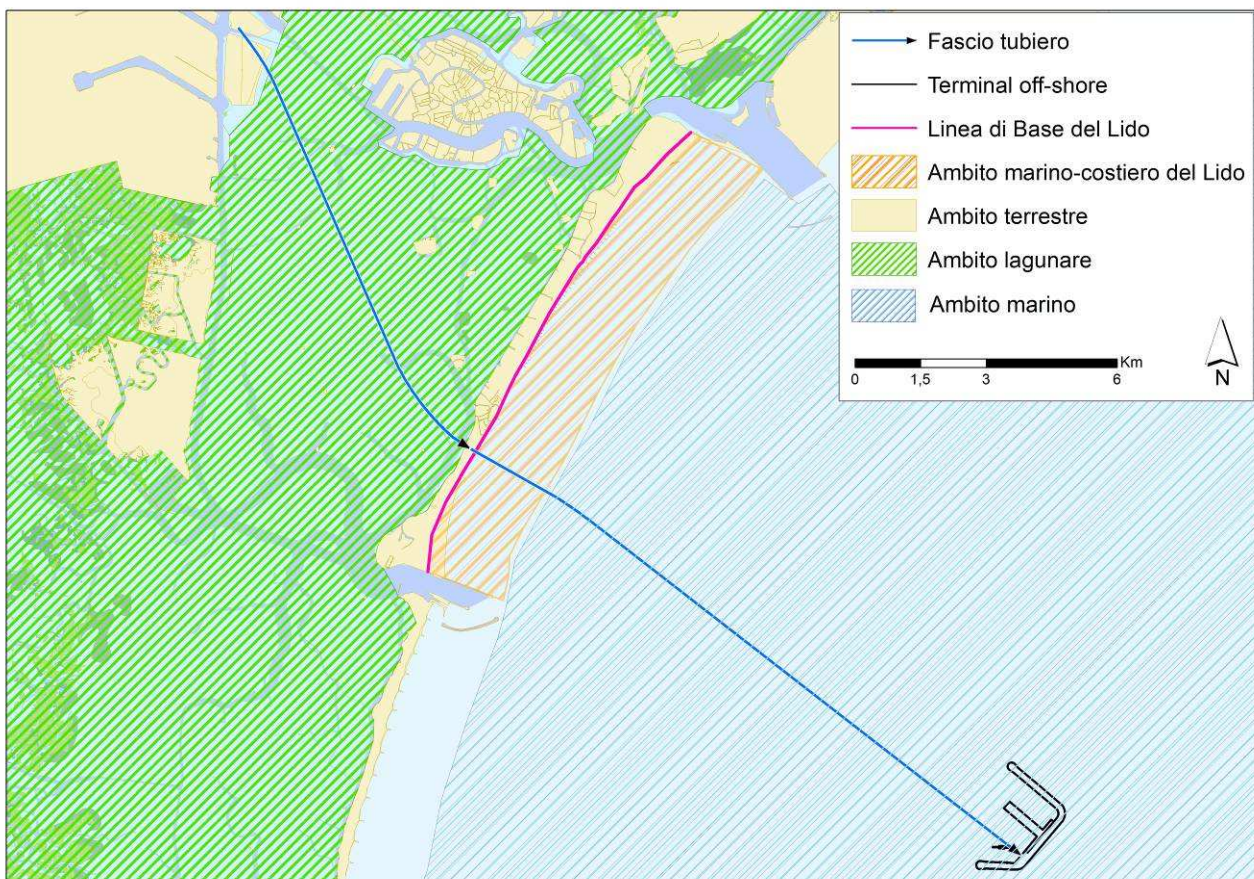 Fascio tubiero
Terminal off-shore
Linea di Base del Lido
Ambito marino-costiero del Lido
Ambito terrestre
Ambito lagunare
Ambito marino
Km
0 1,5 3 6
N